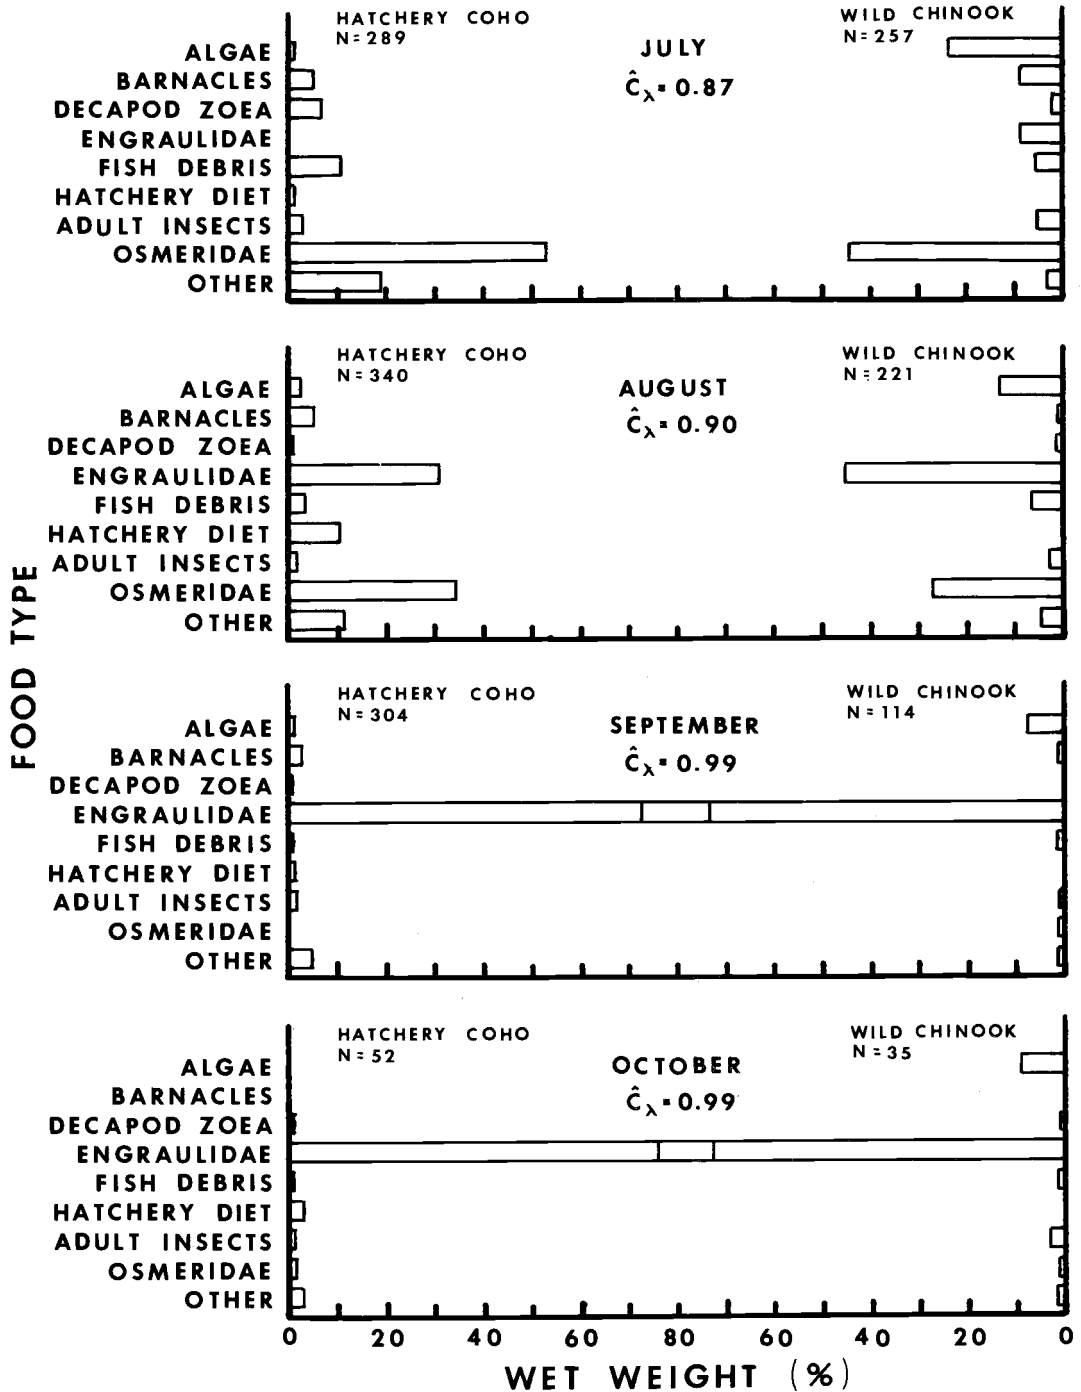 HATCHERY COHO
N=289
WILD CHINOOK
N=257
JULY
Ĉλ=0.87
ALGAE
BARNACLES
DECAPOD ZOEA
ENGRAULIDAE
FISH DEBRIS
HATCHERY DIET
ADULT INSECTS
OSMERIDAE
OTHER
HATCHERY COHO
N=340
WILD CHINOOK
N=221
AUGUST
Ĉλ=0.90
ALGAE
BARNACLES
DECAPOD ZOEA
ENGRAULIDAE
FISH DEBRIS
HATCHERY DIET
ADULT INSECTS
OSMERIDAE
OTHER
FOOD TYPE
HATCHERY COHO
N=304
WILD CHINOOK
N=114
SEPTEMBER
Ĉλ=0.99
ALGAE
BARNACLES
DECAPOD ZOEA
ENGRAULIDAE
FISH DEBRIS
HATCHERY DIET
ADULT INSECTS
OSMERIDAE
OTHER
HATCHERY COHO
N=52
WILD CHINOOK
N=35
OCTOBER
Ĉλ=0.99
ALGAE
BARNACLES
DECAPOD ZOEA
ENGRAULIDAE
FISH DEBRIS
HATCHERY DIET
ADULT INSECTS
OSMERIDAE
OTHER
0 20 40 60 80 60 40 20 0
WET WEIGHT (%)